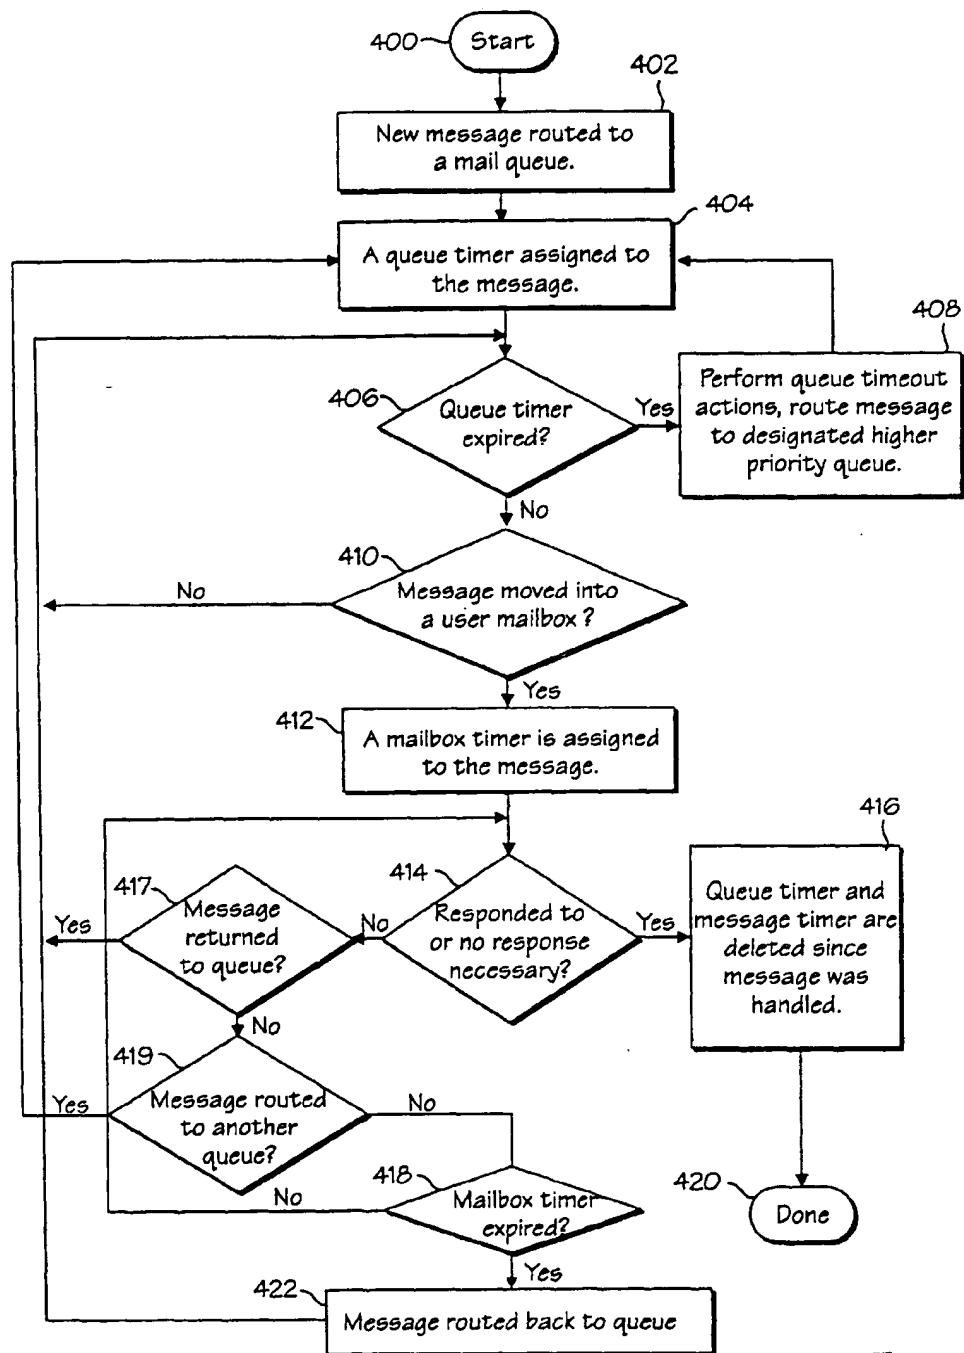 400
Start
402
New message routed to
a mail queue.
404
A queue timer assigned to
the message.
408
Perform queue timeout
actions, route message
to designated higher
priority queue.
406
Queue timer
expired?
Yes
No
410
Message moved into
a user mailbox?
No
Yes
412
A mailbox timer is assigned
to the message.
416
Queue timer and
message timer are
deleted since
message was
handled.
414
Responded to
or no response
necessary?
Yes
No
417
Message
returned
to queue?
Yes
No
419
Message routed
to another
queue?
Yes
No
418
Mailbox timer
expired?
No
Yes
420
Done
422
Message routed back to queue